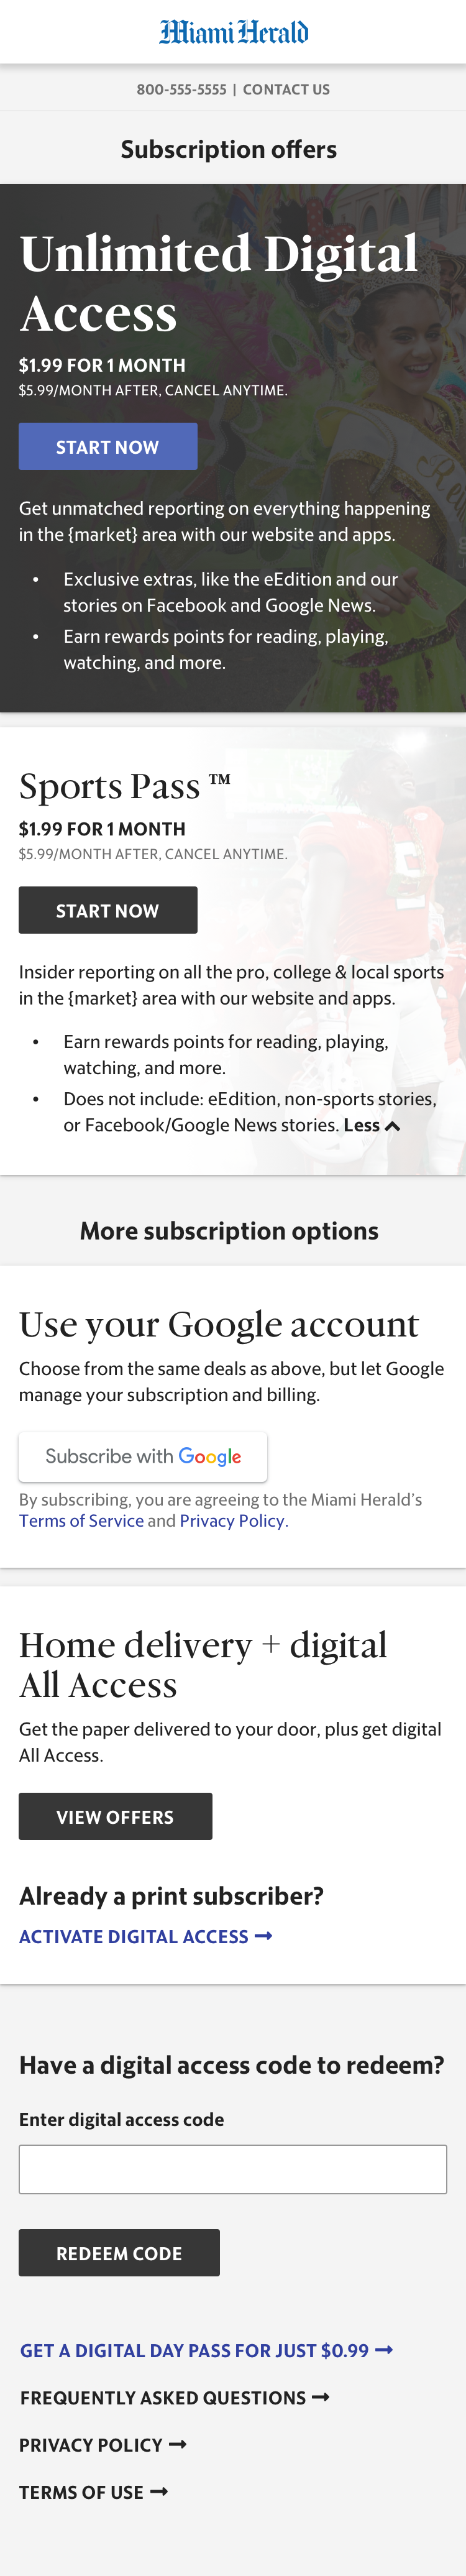 Miami Herald
800-555-5555 | CONTACT US
Subscription offers
Unlimited Digital
Access
$1.99 FOR 1 MONTH
$5.99/MONTH AFTER, CANCEL ANYTIME.
START NOW
Get unmatched reporting on everything happening
in the {market} area with our website and apps.
• Exclusive extras, like the eEdition and our
stories on Facebook and Google News.
• Earn rewards points for reading, playing,
watching, and more.
Sports Pass ™
$1.99 FOR 1 MONTH
$5.99/MONTH AFTER, CANCEL ANYTIME.
START NOW
Insider reporting on all the pro, college & local sports
in the {market} area with our website and apps.
• Earn rewards points for reading, playing,
watching, and more.
• Does not include: eEdition, non-sports stories,
or Facebook/Google News stories. Less
More subscription options
Use your Google account
Choose from the same deals as above, but let Google
manage your subscription and billing.
Subscribe with Google
By subscribing, you are agreeing to the Miami Herald's
Terms of Service and Privacy Policy.
Home delivery + digital
All Access
Get the paper delivered to your door, plus get digital
All Access.
VIEW OFFERS
Already a print subscriber?
ACTIVATE DIGITAL ACCESS →
Have a digital access code to redeem?
Enter digital access code
REDEEM CODE
GET A DIGITAL DAY PASS FOR JUST $0.99 →
FREQUENTLY ASKED QUESTIONS →
PRIVACY POLICY →
TERMS OF USE →